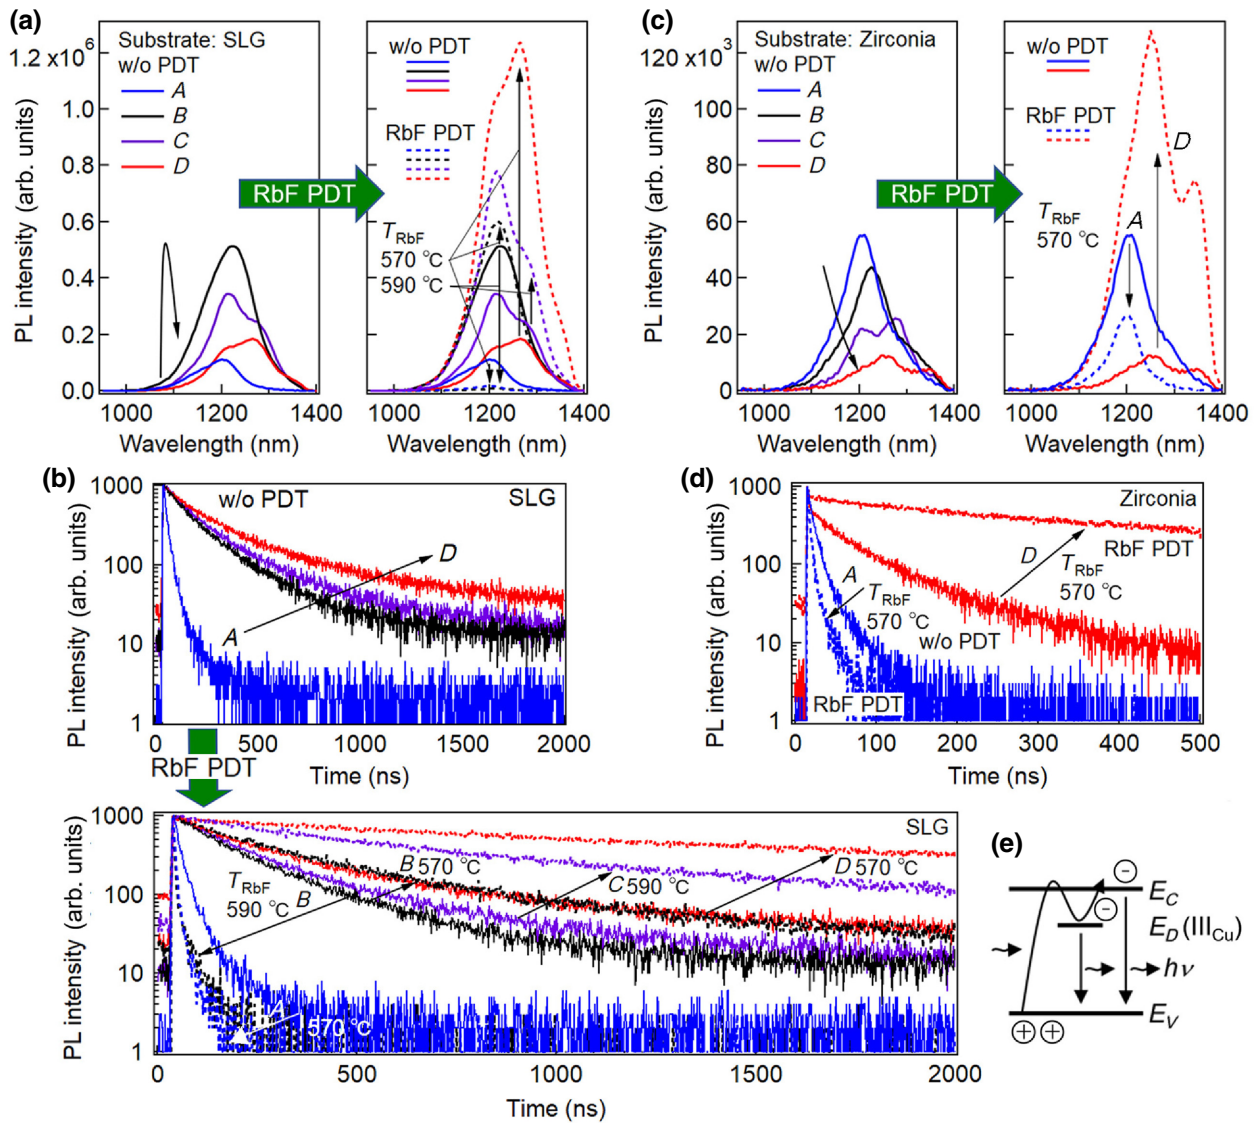 (a)
PL intensity (arb. units)
1.2 x10⁶
1.0
0.8
0.6
0.4
0.2
0.0
Substrate: SLG
w/o PDT
A
B
C
D
1000 1200 1400
Wavelength (nm)
RbF PDT
w/o PDT
RbF PDT
T_RbF
570 °C
590 °C
1000 1200 1400
Wavelength (nm)
(c)
PL intensity (arb. units)
120 x10³
100
80
60
40
20
0
Substrate: Zirconia
w/o PDT
A
B
C
D
1000 1200 1400
Wavelength (nm)
RbF PDT
w/o PDT
RbF PDT
D
T_RbF
A
570 °C
1000 1200 1400
Wavelength (nm)
(b)
PL intensity (arb. units)
1000
100
10
1
w/o PDT
SLG
D
A
0 500 1000 1500 2000
Time (ns)
RbF PDT
PL intensity (arb. units)
1000
100
10
1
SLG
B 570 °C
D 570 °C
C 590 °C
T_RbF
590 °C B
A
570 °C
0 500 1000 1500 2000
Time (ns)
(d)
PL intensity (arb. units)
1000
100
10
1
Zirconia
RbF PDT
D
T_RbF
570 °C
A
T_RbF
570 °C
w/o PDT
RbF PDT
0 100 200 300 400 500
Time (ns)
(e)
−
E_C
−
E_D (III_Cu)
hν
E_V
+ +